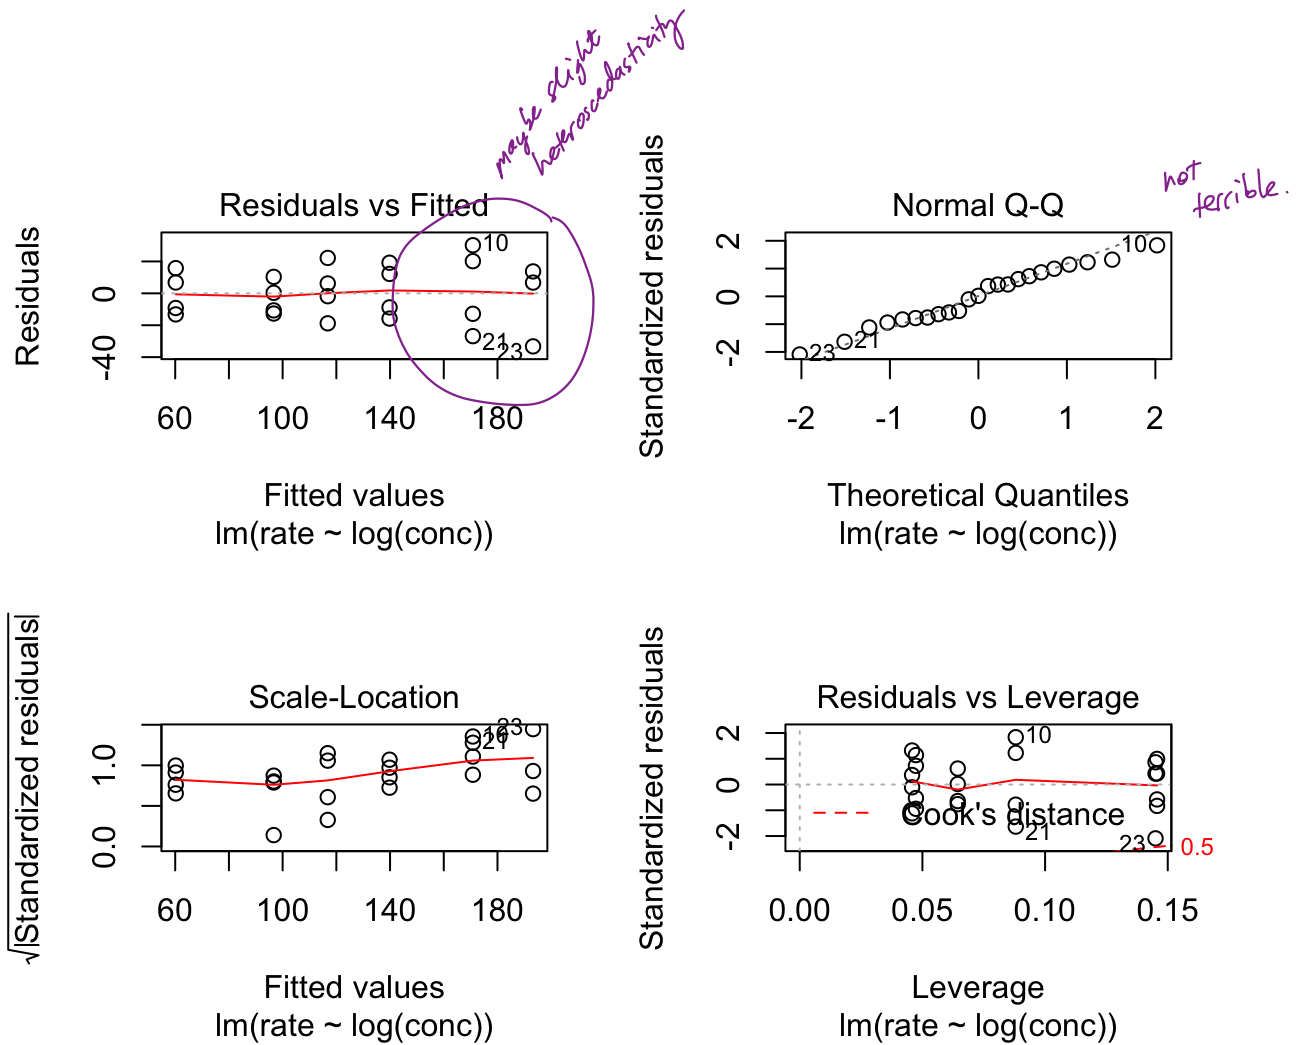 maybe slight
heteroscedasticity
not
terrible.
Residuals vs Fitted
Residuals
0
-40
10
21
23
60 100 140 180
Fitted values
lm(rate ~ log(conc))
Normal Q-Q
Standardized residuals
2
0
-2
10
21
23
-2 -1 0 1 2
Theoretical Quantiles
lm(rate ~ log(conc))
Scale-Location
√|Standardized residuals|
1.0
0.0
23
10
21
60 100 140 180
Fitted values
lm(rate ~ log(conc))
Residuals vs Leverage
Standardized residuals
2
0
-2
10
Cook's distance
21
23
0.5
0.00 0.05 0.10 0.15
Leverage
lm(rate ~ log(conc))